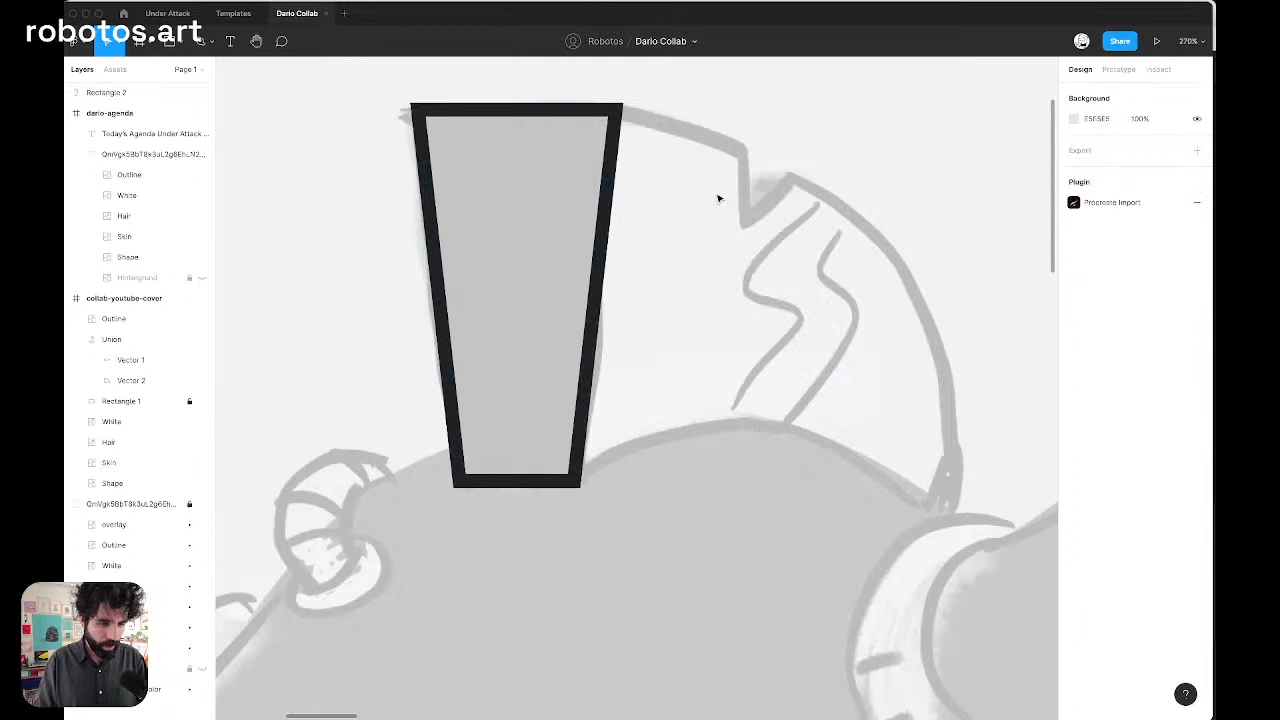 Under Attack
Templates
Dario Collab
+
robotos.art
Robotos / Dario Collab
Share
270%
Layers
Assets
Page 1
Design
Prototype
Inspect
Rectangle 2
Background
dario-agenda
E5E5E5
100%
Today's Agenda Under Attack ...
Export
QmVgk5BbT8k3uL2g6EhLN2...
Outline
Plugin
White
Procreate Import
Hair
Skin
Shape
Hintergrund
collab-youtube-cover
Outline
Union
Vector 1
Vector 2
Rectangle 1
White
Hair
Skin
Shape
QmVgk5BbT8k3uL2g6Eh...
overlay
Outline
White
?